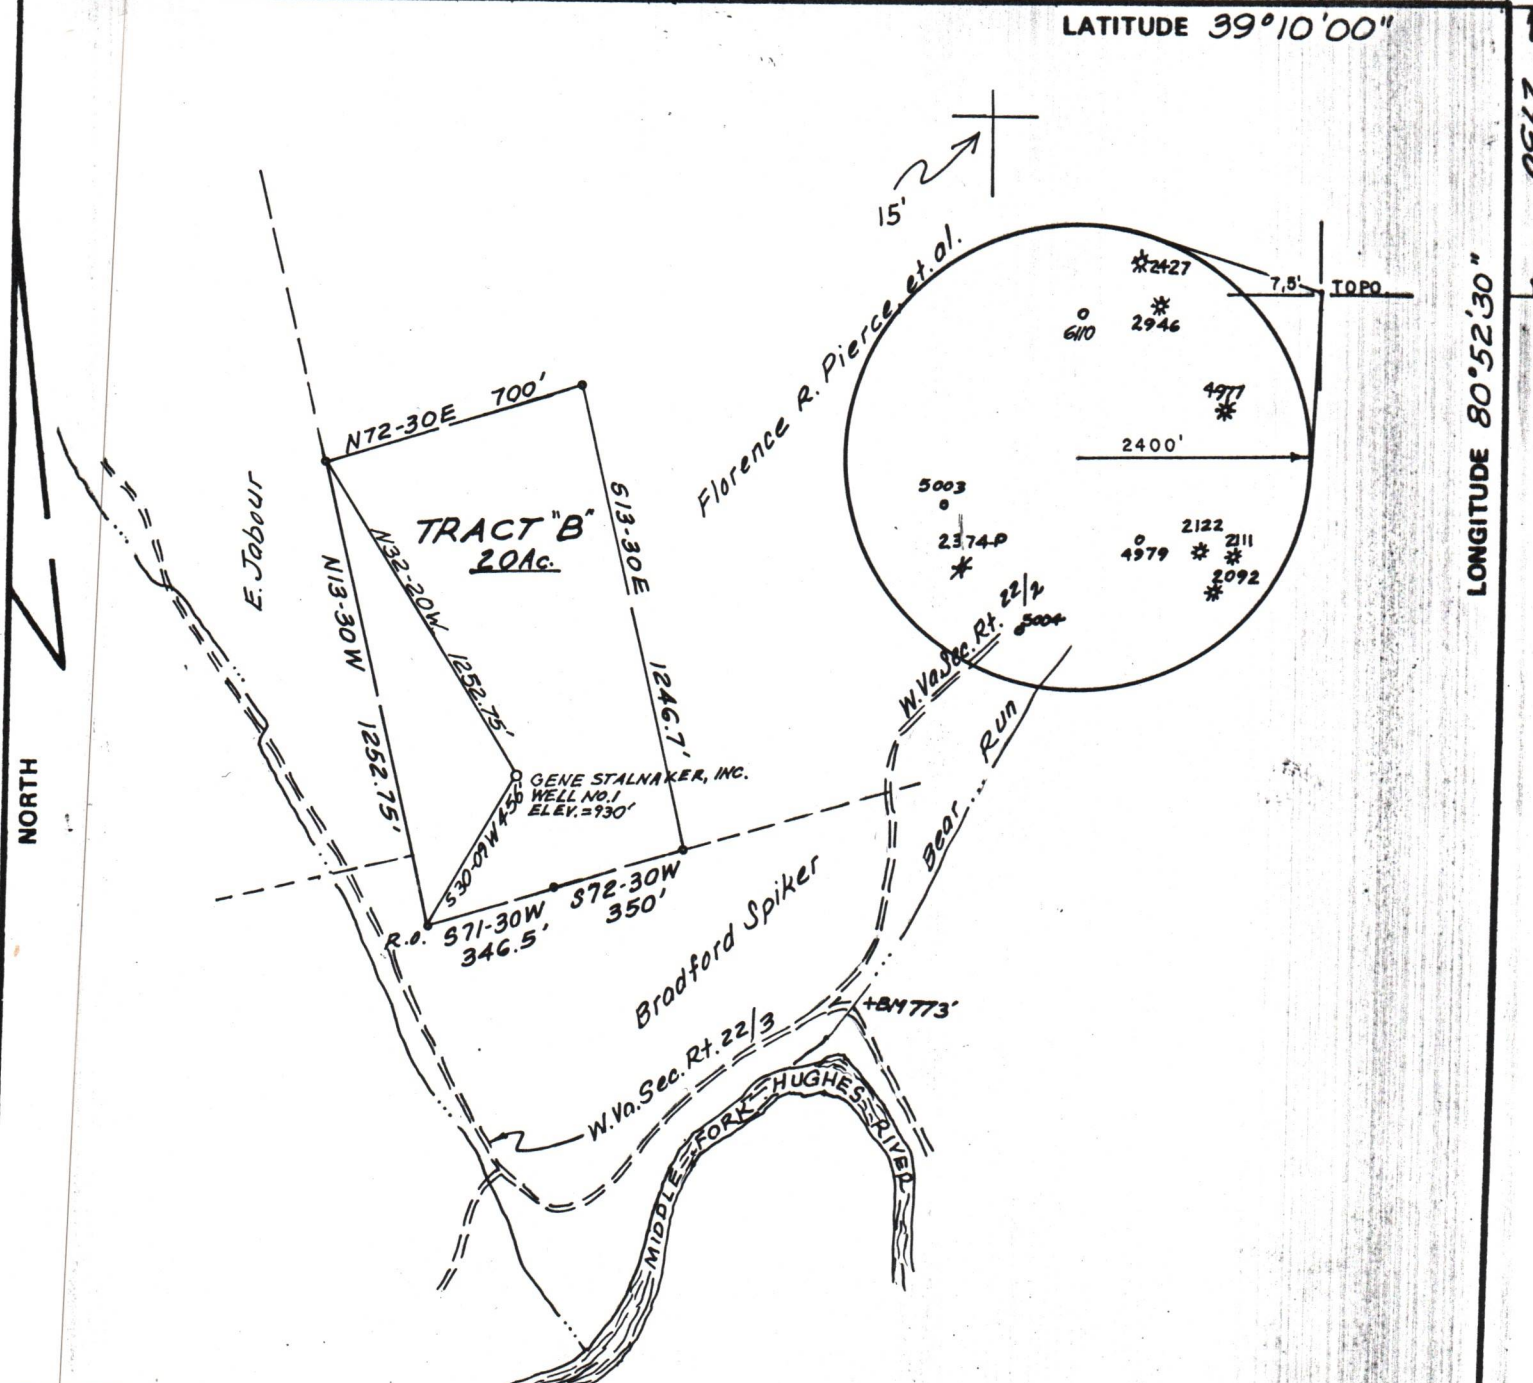 LATITUDE 39°10'00"
15'
LONGITUDE 80°52'30"
7,5' TOPO.
2427
2946
6110
4977
2400'
5003
2374-P
4979
2122
2111
2092
5004
Florence R. Pierce, et. al.
N72-30E 700'
TRACT "B"
20Ac.
E. Jabour
N13-30W 1252.75'
N32-20W 1252.75'
S13-30E 1246.7'
GENE STALNAKER, INC.
WELL NO.1
ELEV.=930'
S30-09W 456'
R.O.
S71-30W
346.5'
S72-30W
350'
Bradford Spiker
W.Va.Sec.Rt. 22/2
Bear Run
+BM 773'
W.Va.Sec.Rt.22/3
MIDDLE FORK HUGHES RIVER
NORTH